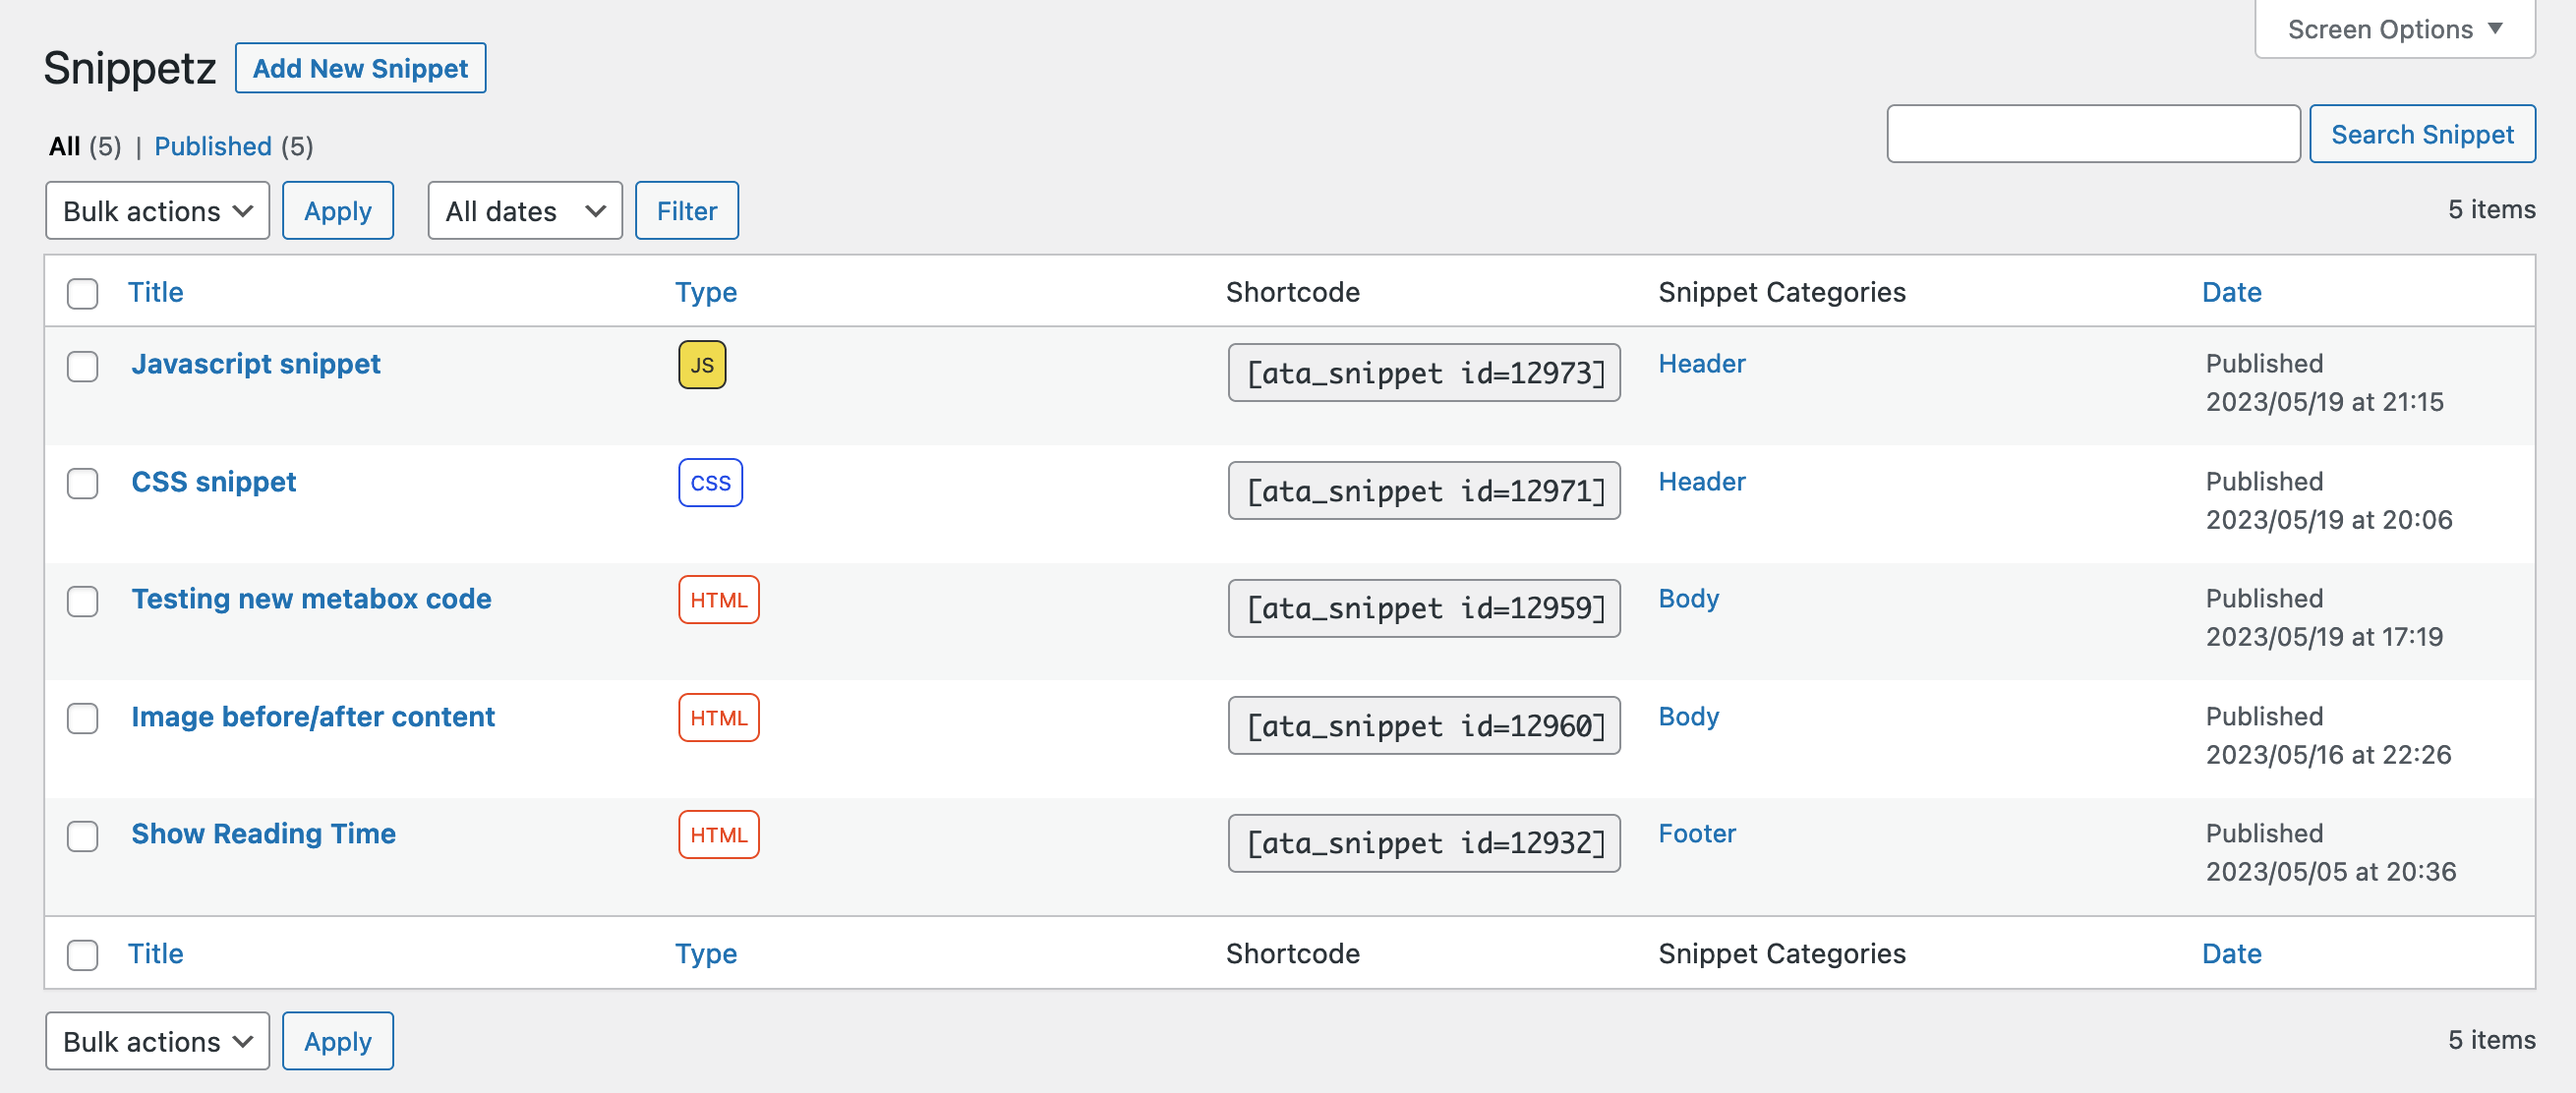 Screen Options ▼
Snippetz Add New Snippet
All (5) | Published (5)
Search Snippet
Bulk actions Apply All dates Filter 5 items
Title Type Shortcode Snippet Categories Date
Javascript snippet JS [ata_snippet id=12973] Header Published
2023/05/19 at 21:15
CSS snippet CSS [ata_snippet id=12971] Header Published
2023/05/19 at 20:06
Testing new metabox code HTML [ata_snippet id=12959] Body Published
2023/05/19 at 17:19
Image before/after content HTML [ata_snippet id=12960] Body Published
2023/05/16 at 22:26
Show Reading Time HTML [ata_snippet id=12932] Footer Published
2023/05/05 at 20:36
Title Type Shortcode Snippet Categories Date
Bulk actions Apply 5 items